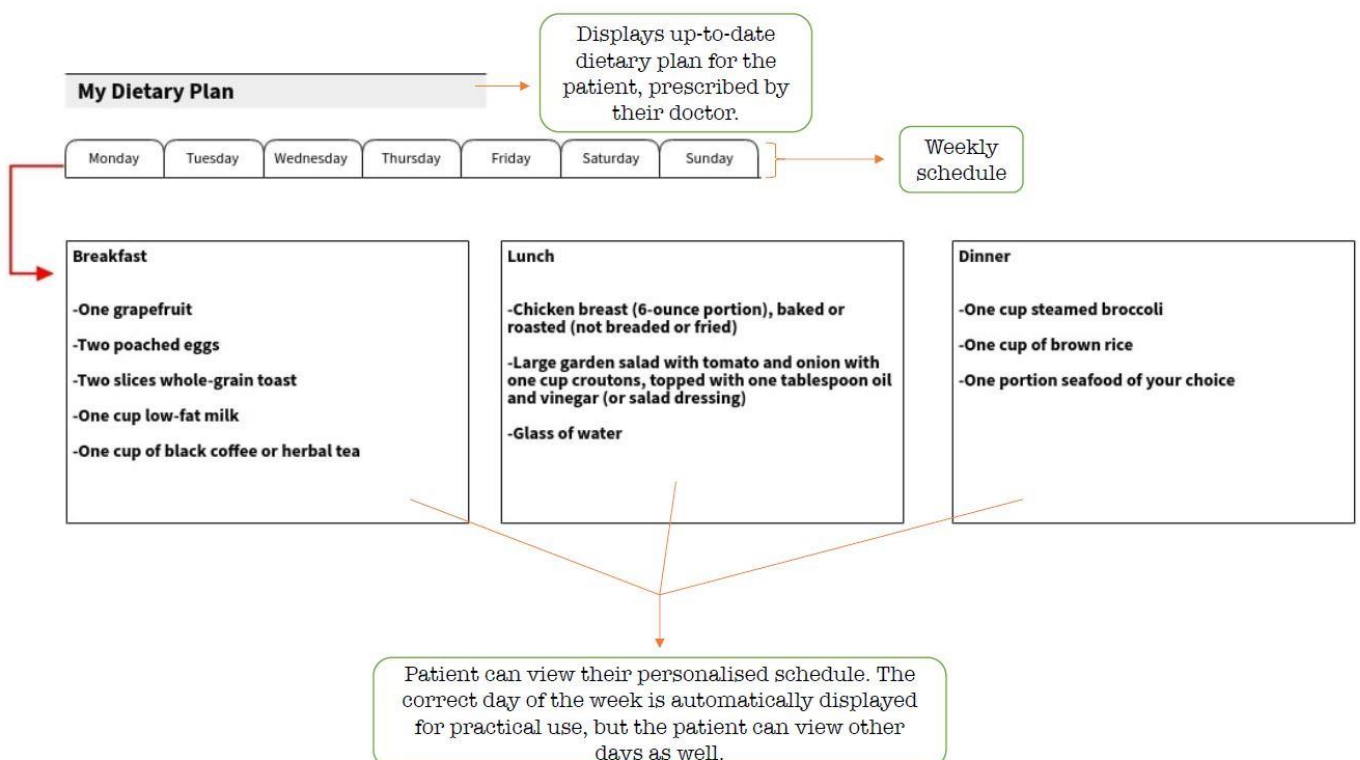 Displays up-to-date
dietary plan for the
patient, prescribed by
their doctor.
My Dietary Plan
Monday Tuesday Wednesday Thursday Friday Saturday Sunday
Weekly
schedule
Breakfast
-One grapefruit
-Two poached eggs
-Two slices whole-grain toast
-One cup low-fat milk
-One cup of black coffee or herbal tea
Lunch
-Chicken breast (6-ounce portion), baked or
roasted (not breaded or fried)
-Large garden salad with tomato and onion with
one cup croutons, topped with one tablespoon oil
and vinegar (or salad dressing)
-Glass of water
Dinner
-One cup steamed broccoli
-One cup of brown rice
-One portion seafood of your choice
Patient can view their personalised schedule. The
correct day of the week is automatically displayed
for practical use, but the patient can view other
days as well.